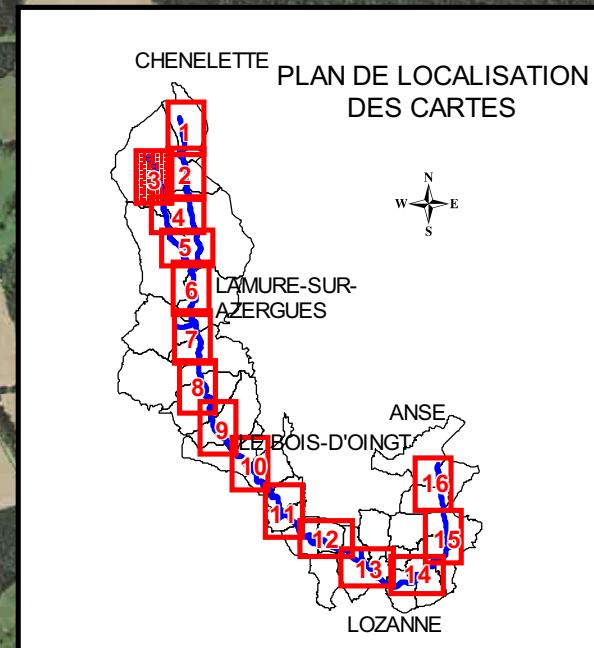 CHENELETTE
PLAN DE LOCALISATION
DES CARTES
1
2
3
4
5
6
7
8
9
10
11
12
13
14
15
16
N
W E
S
LAMURE-SUR-
AZERGUES
ANSE
LE BOIS-D'OINGT
LOZANNE